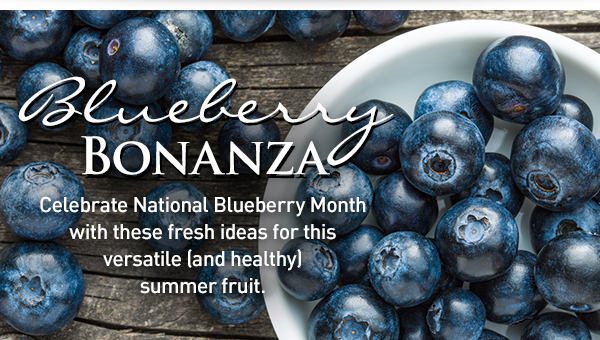 Blueberry
BONANZA
Celebrate National Blueberry Month
with these fresh ideas for this
versatile (and healthy)
summer fruit.